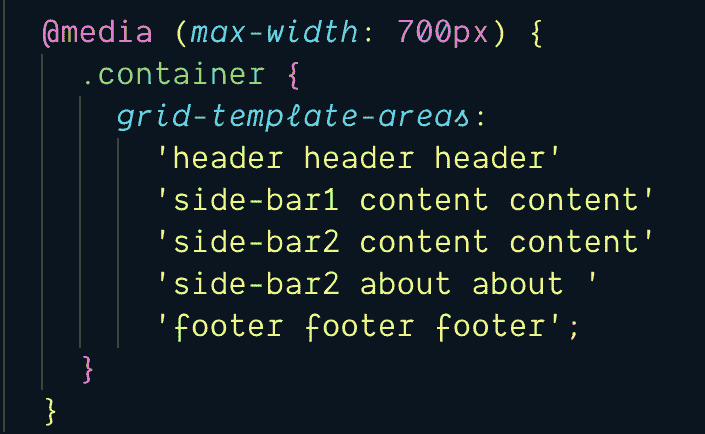 @media (max-width: 700px) {
.container {
grid-template-areas:
'header header header'
'side-bar1 content content'
'side-bar2 content content'
'side-bar2 about about '
'footer footer footer';
}
}